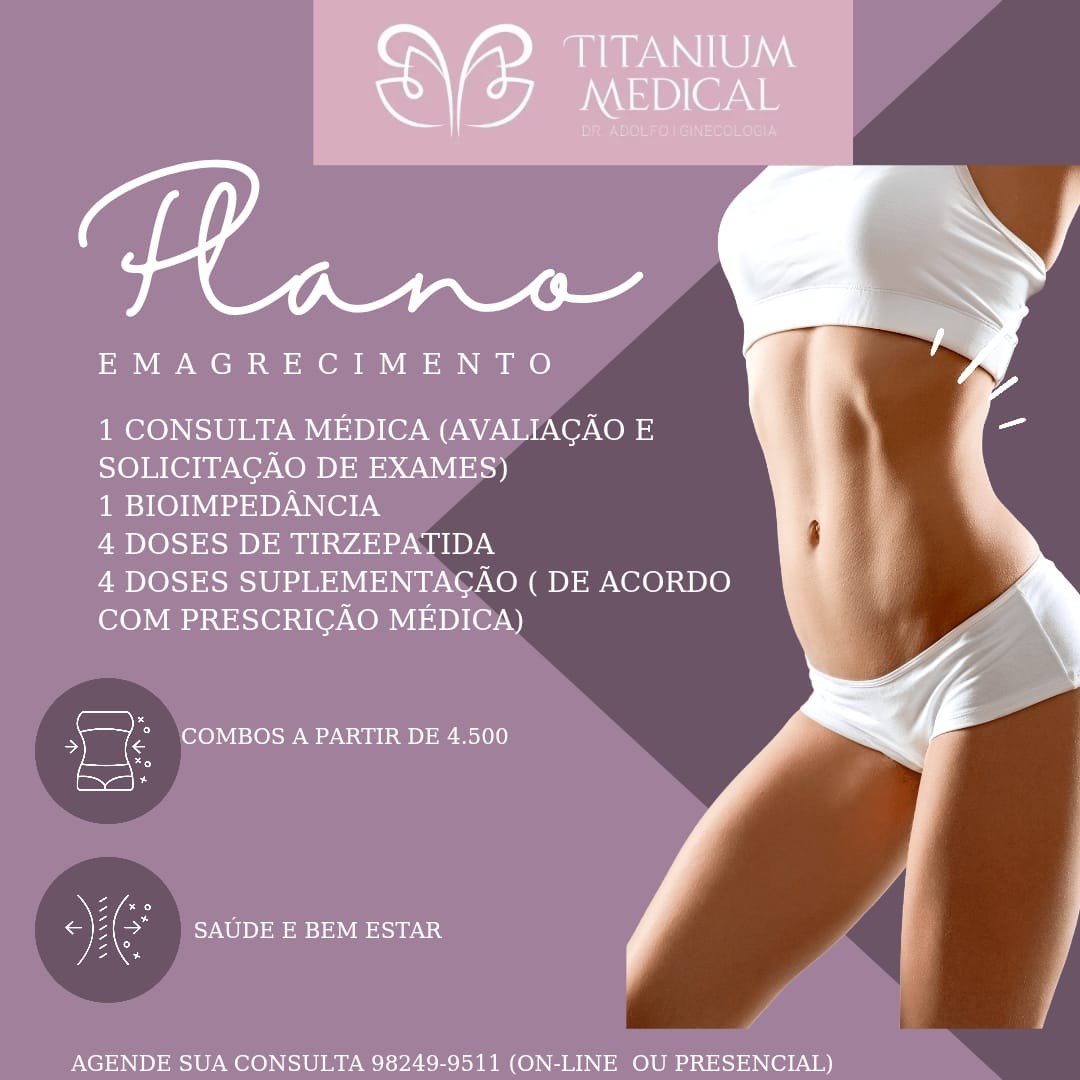 TITANIUM
MEDICAL
DR. ADOLFO | GINECOLOGIA
Plano
EMAGRECIMENTO
1 CONSULTA MÉDICA (AVALIAÇÃO E
SOLICITAÇÃO DE EXAMES)
1 BIOIMPEDÂNCIA
4 DOSES DE TIRZEPATIDA
4 DOSES SUPLEMENTAÇÃO ( DE ACORDO
COM PRESCRIÇÃO MÉDICA)
COMBOS A PARTIR DE 4.500
SAÚDE E BEM ESTAR
AGENDE SUA CONSULTA 98249-9511 (ON-LINE  OU PRESENCIAL)